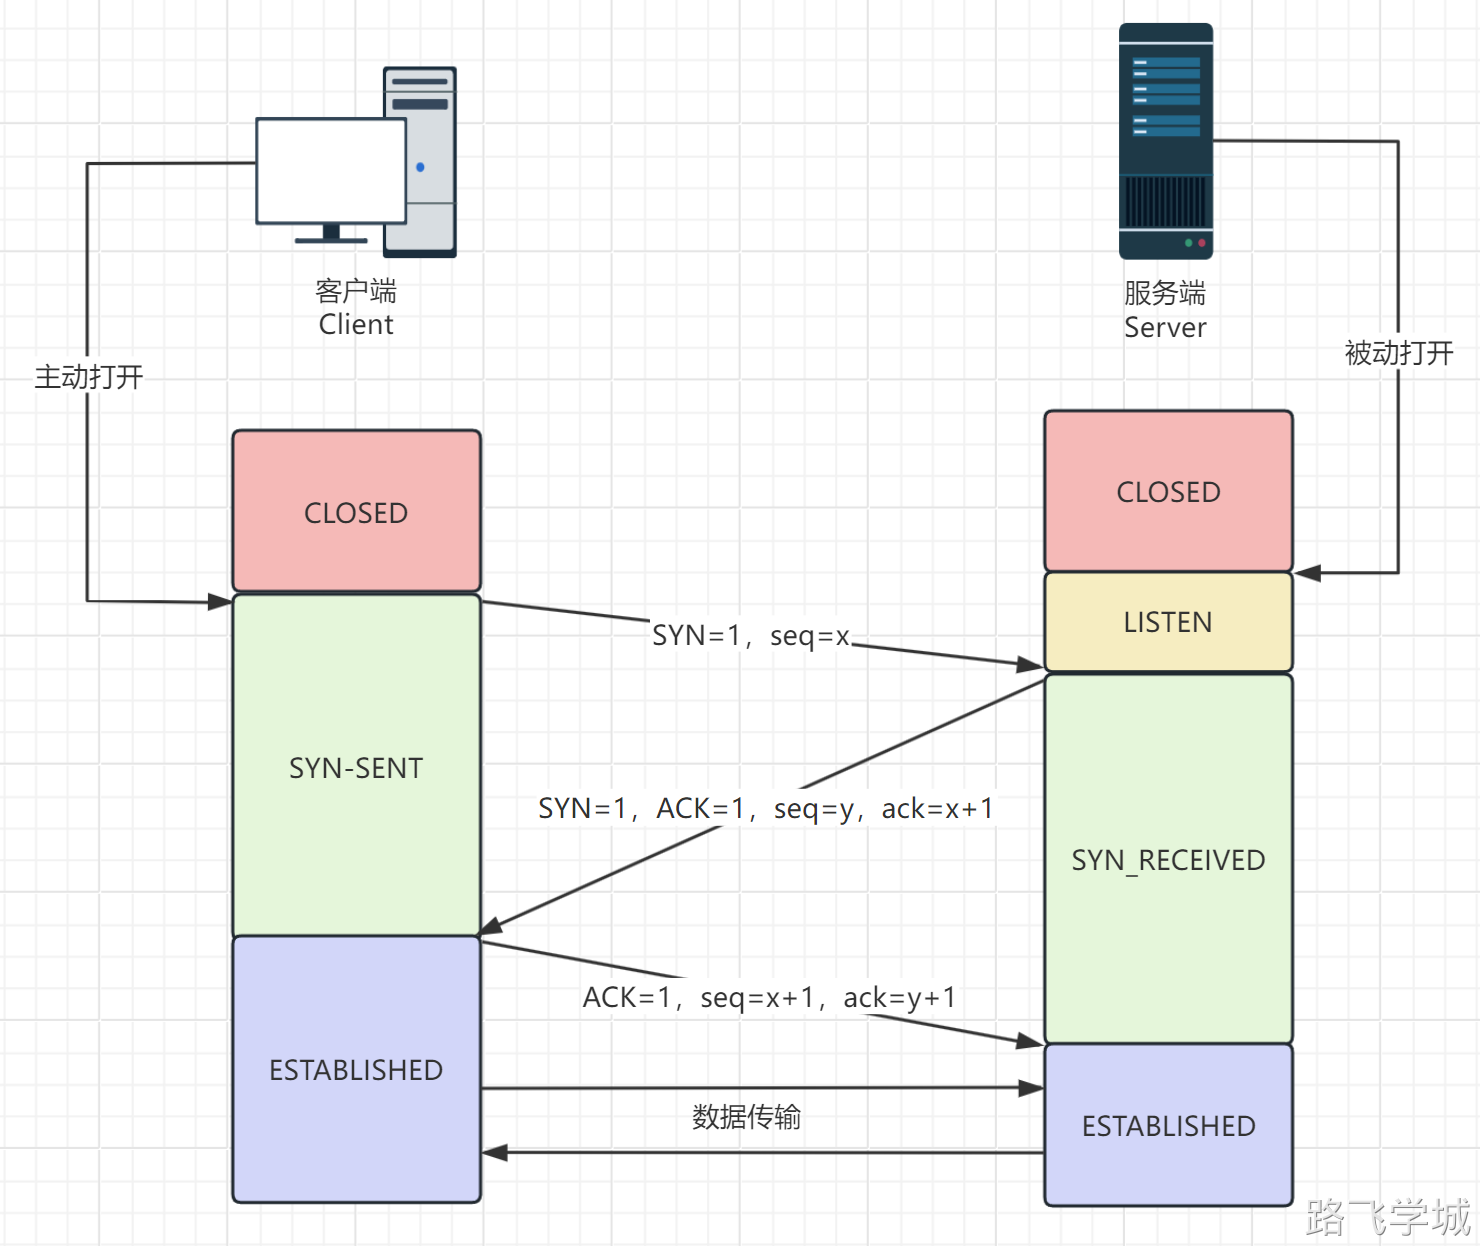 客户端
Client
服务端
Server
主动打开
被动打开
CLOSED
CLOSED
LISTEN
SYN=1，seq=x
SYN-SENT
SYN=1，ACK=1，seq=y，ack=x+1
SYN_RECEIVED
ACK=1，seq=x+1，ack=y+1
ESTABLISHED
数据传输
ESTABLISHED
路飞学城